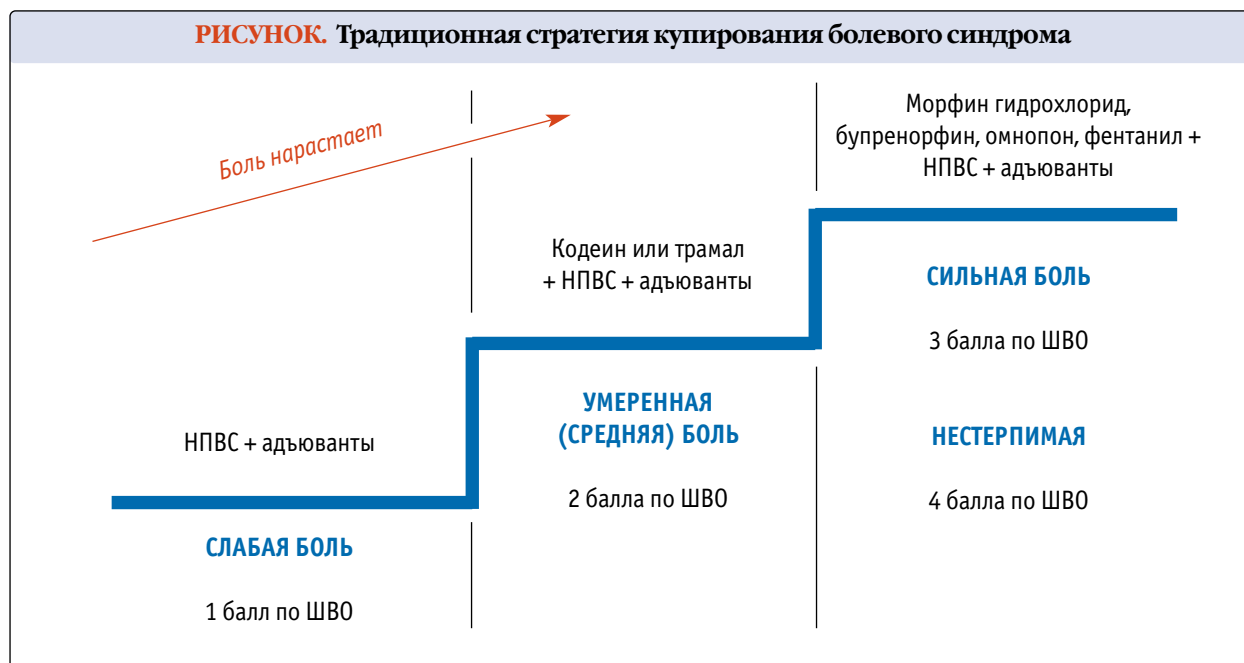 РИСУНОК. Традиционная стратегия купирования болевого синдрома
Боль нарастает
НПВС + адъюванты
СЛАБАЯ БОЛЬ
1 балл по ШВО
Кодеин или трамал
+ НПВС + адъюванты
УМЕРЕННАЯ
(СРЕДНЯЯ) БОЛЬ
2 балла по ШВО
Морфин гидрохлорид,
бупренорфин, омнопон, фентанил +
НПВС + адъюванты
СИЛЬНАЯ БОЛЬ
3 балла по ШВО
НЕСТЕРПИМАЯ
4 балла по ШВО